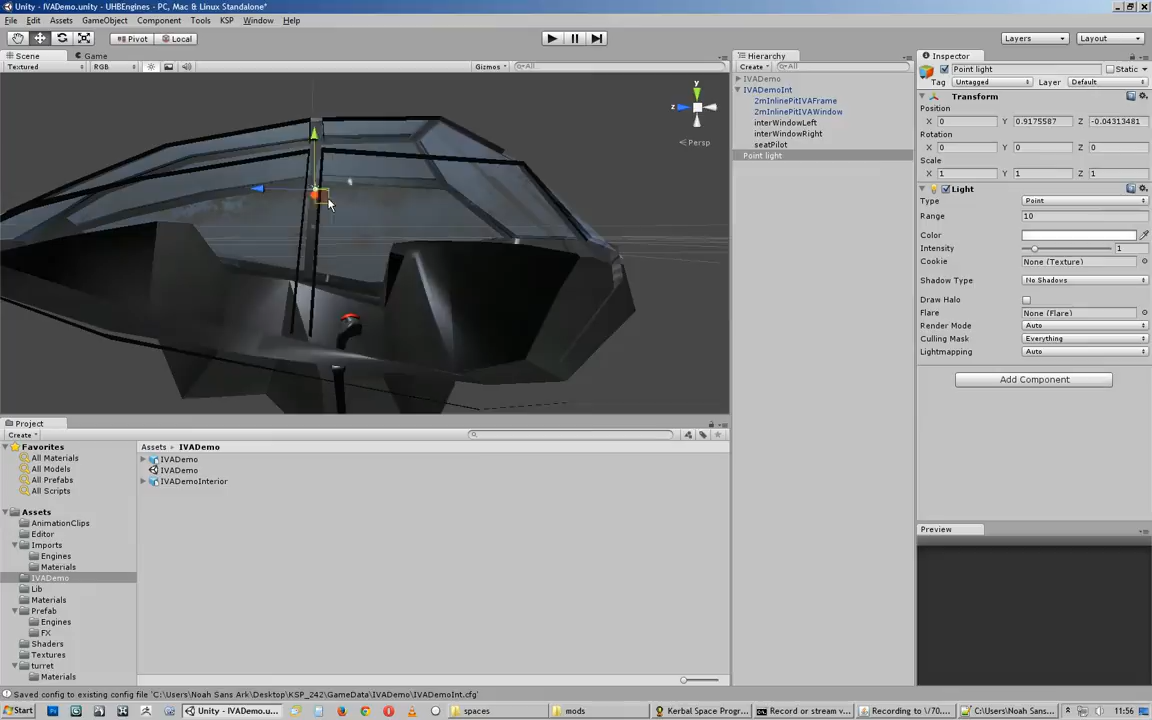 Unity - IVADemo.unity - UHBEngines - PC, Mac & Linux Standalone*
File Edit Assets GameObject Component Tools KSP Window Help
Pivot Local Layers Layout
Scene Game
Textured RGB Gizmos All
y
z
Persp
Hierarchy
Create All
IVADemo
IVADemoInt
2mInlinePitIVAFrame
2mInlinePitIVAWindow
interWindowLeft
interWindowRight
seatPilot
Point light
Inspector
Point light Static
Tag Untagged Layer Default
Transform
Position
X 0 Y 0.9175587 Z -0.04313481
Rotation
X 0 Y 0 Z 0
Scale
X 1 Y 1 Z 1
Light
Type Point
Range 10
Color
Intensity 1
Cookie None (Texture)
Shadow Type No Shadows
Draw Halo
Flare None (Flare)
Render Mode Auto
Culling Mask Everything
Lightmapping Auto
Add Component
Preview
Project
Create
Favorites
All Materials
All Models
All Prefabs
All Scripts
Assets
AnimationClips
Editor
Imports
Engines
Materials
IVADemo
Lib
Materials
Prefab
Engines
FX
Shaders
Textures
turret
Materials
Assets IVADemo
IVADemo
IVADemo
IVADemoInterior
Saved config to existing config file 'C:\Users\Noah Sans Ark\Desktop\KSP_242\GameData\IVADemo\IVADemoInt.cfg'
Start Unity - IVADemo.u... spaces mods Kerbal Space Progr... Record or stream v... Recording to \/70... C:\Users\Noah Sans... 11:56